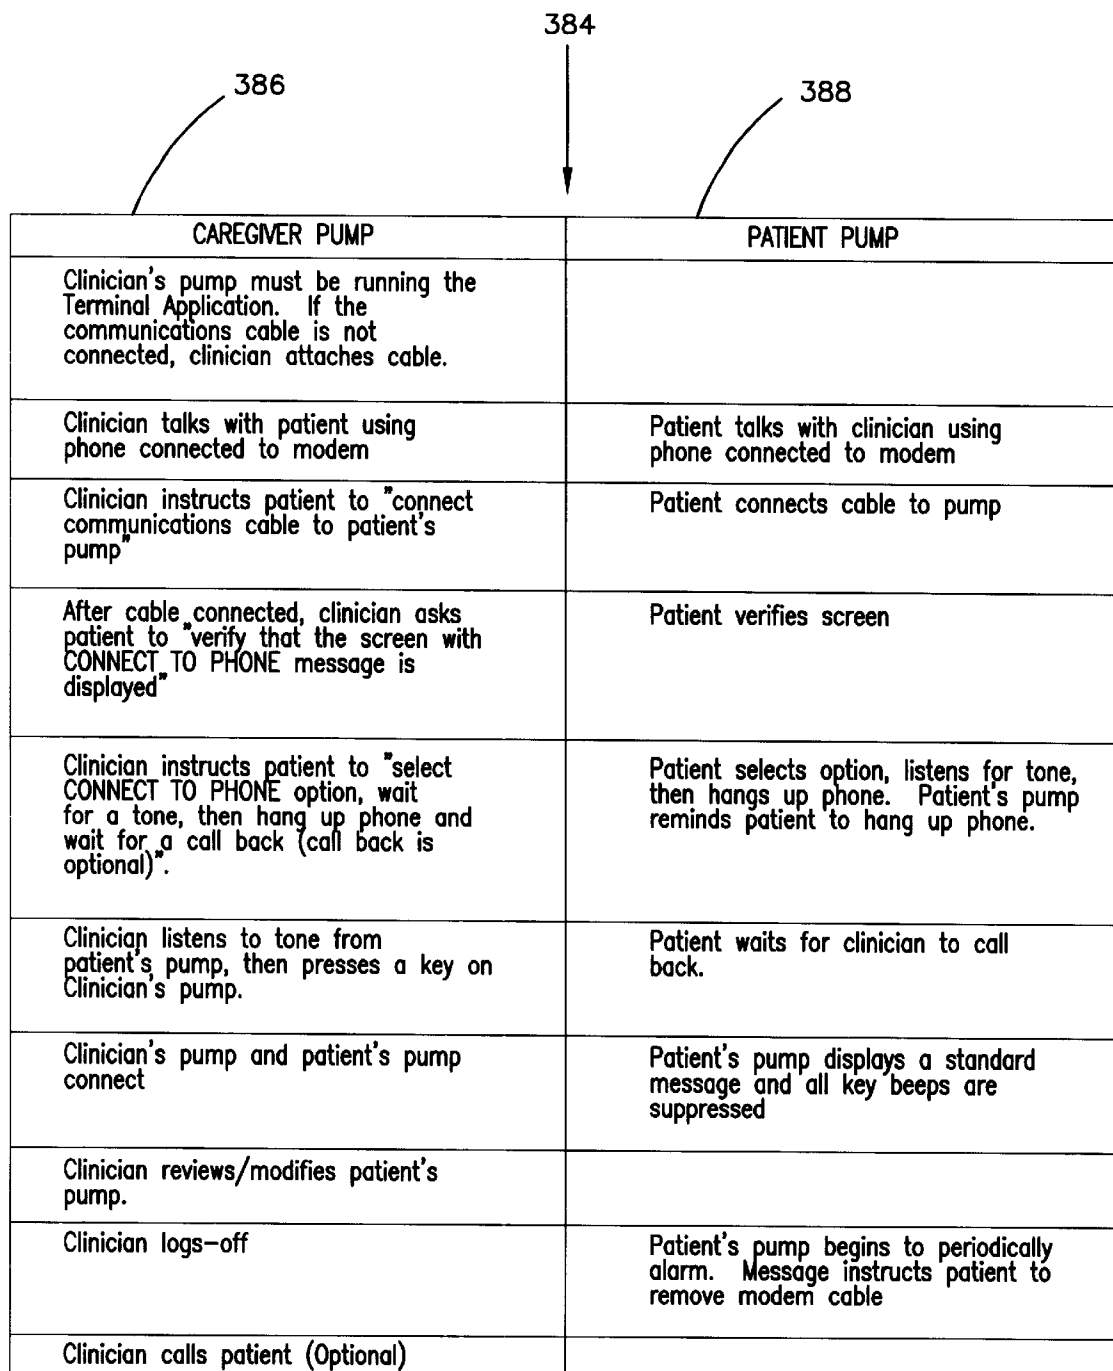 384
386
388
CAREGIVER PUMP
PATIENT PUMP
Clinician's pump must be running the
Terminal Application. If the
communications cable is not
connected, clinician attaches cable.
Clinician talks with patient using
phone connected to modem
Patient talks with clinician using
phone connected to modem
Clinician instructs patient to "connect
communications cable to patient's
pump"
Patient connects cable to pump
After cable connected, clinician asks
patient to "verify that the screen with
CONNECT TO PHONE message is
displayed"
Patient verifies screen
Clinician instructs patient to "select
CONNECT TO PHONE option, wait
for a tone, then hang up phone and
wait for a call back (call back is
optional)".
Patient selects option, listens for tone,
then hangs up phone. Patient's pump
reminds patient to hang up phone.
Clinician listens to tone from
patient's pump, then presses a key on
Clinician's pump.
Patient waits for clinician to call
back.
Clinician's pump and patient's pump
connect
Patient's pump displays a standard
message and all key beeps are
suppressed
Clinician reviews/modifies patient's
pump.
Clinician logs-off
Patient's pump begins to periodically
alarm. Message instructs patient to
remove modem cable
Clinician calls patient (Optional)